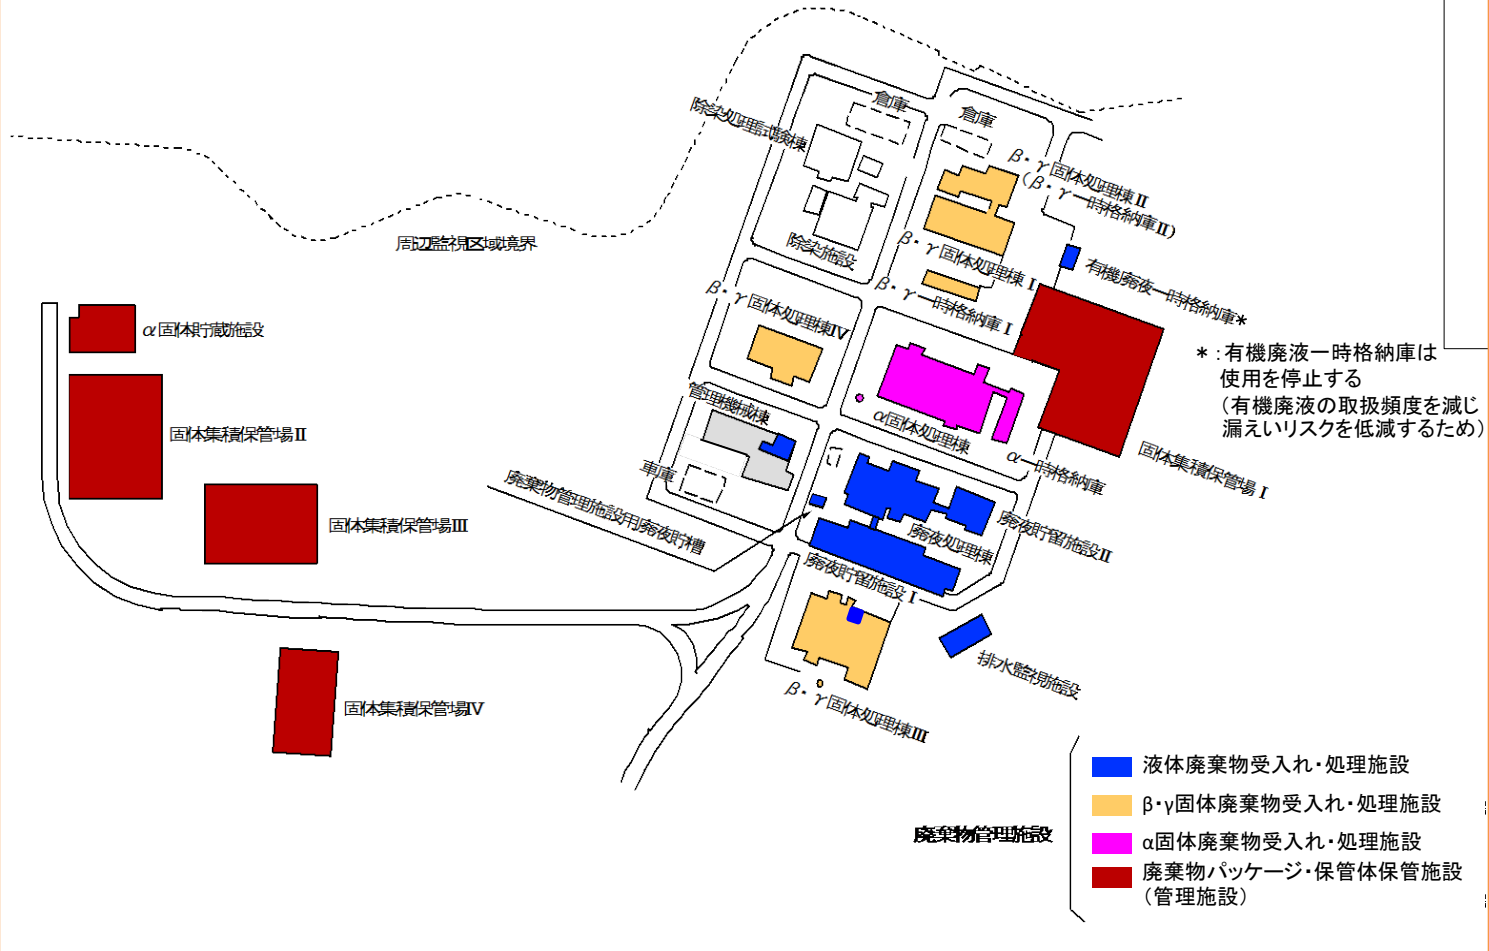 倉庫
倉庫
除染処理試験棟
β・γ固体処理棟Ⅱ
(β・γ一時格納庫Ⅱ)
周辺監視区域境界
除染施設
β・γ固体処理棟Ⅰ
有機廃液一時格納庫*
β・γ一時格納庫Ⅰ
β・γ固体処理棟Ⅳ
α固体貯蔵施設
*:有機廃液一時格納庫は
使用を停止する
(有機廃液の取扱頻度を減じ
漏えいリスクを低減するため)
管理機械棟
α固体処理棟
固体集積保管場Ⅱ
α一時格納庫
固体集積保管場Ⅰ
車庫
廃棄物管理施設用廃液貯槽
固体集積保管場Ⅲ
廃液処理棟
廃液貯留施設Ⅱ
廃液貯留施設Ⅰ
排水監視施設
固体集積保管場Ⅳ
β・γ固体処理棟Ⅲ
廃棄物管理施設
液体廃棄物受入れ・処理施設
β・γ固体廃棄物受入れ・処理施設
α固体廃棄物受入れ・処理施設
廃棄物パッケージ・保管体保管施設
(管理施設)